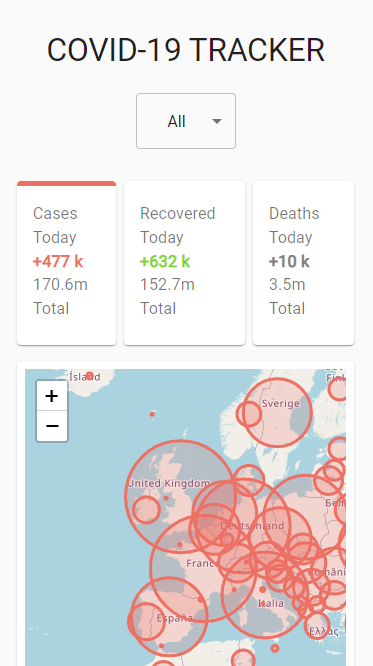 COVID-19 TRACKER
All
Cases
Today
+477 k
170.6m
Total
Recovered
Today
+632 k
152.7m
Total
Deaths
Today
+10 k
3.5m
Total
+
−
Ísland
Sverige
United Kingdom
Deutschland
France
Italia
España
Ελλάς